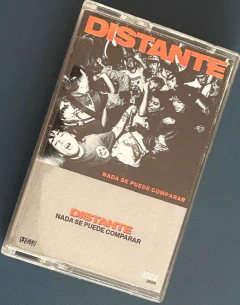 DISTANTE
NADA SE PUEDE COMPARAR
DISTANTE
NADA SE PUEDE COMPARAR